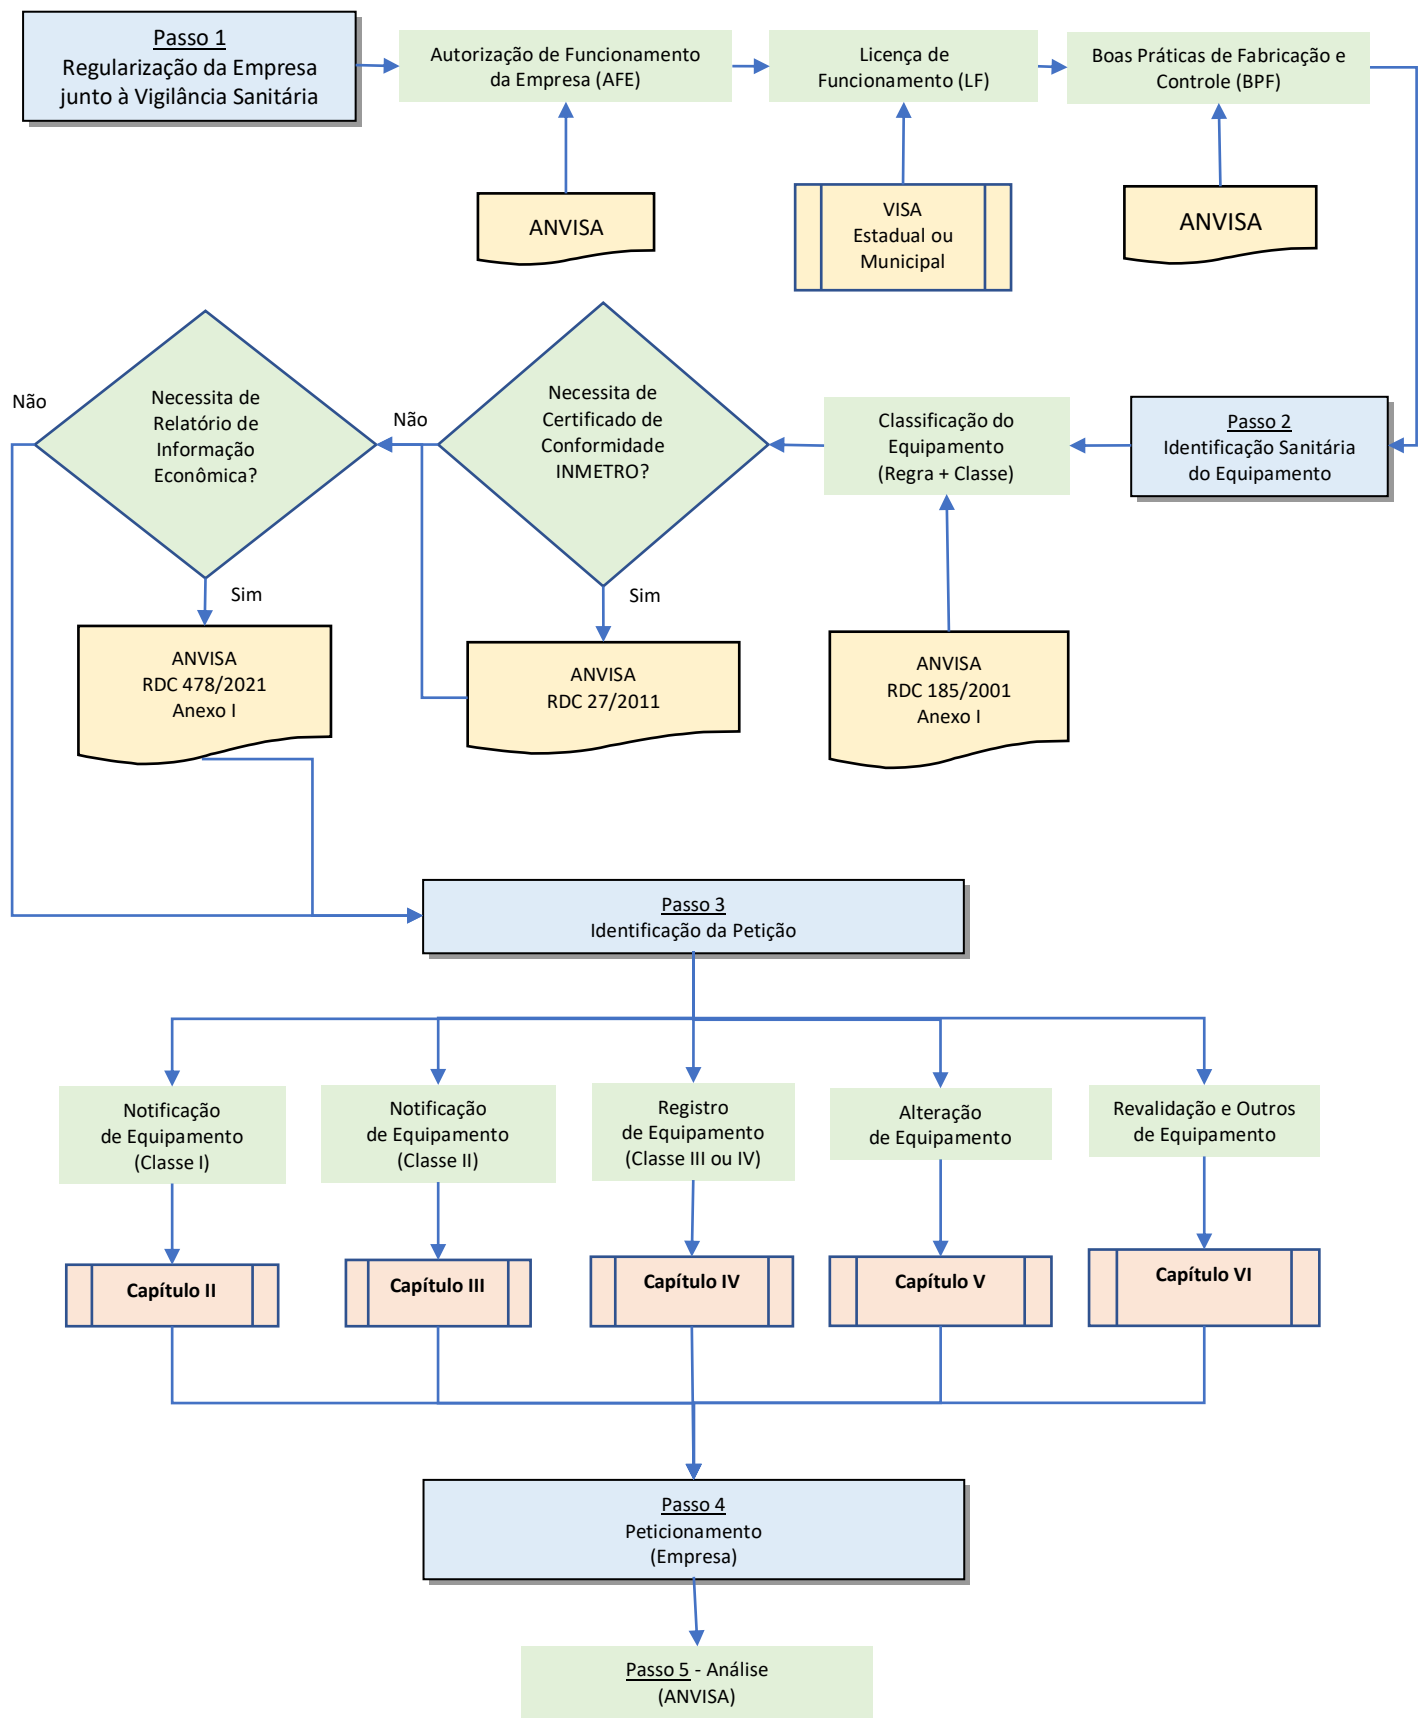 Passo 1
Regularização da Empresa
junto à Vigilância Sanitária
Autorização de Funcionamento
da Empresa (AFE)
Licença de
Funcionamento (LF)
Boas Práticas de Fabricação e
Controle (BPF)
ANVISA
VISA
Estadual ou
Municipal
ANVISA
Passo 2
Identificação Sanitária
do Equipamento
Classificação do
Equipamento
(Regra + Classe)
Necessita de
Certificado de
Conformidade
INMETRO?
Não
Necessita de
Relatório de
Informação
Econômica?
Não
Sim
Sim
ANVISA
RDC 478/2021
Anexo I
ANVISA
RDC 27/2011
ANVISA
RDC 185/2001
Anexo I
Passo 3
Identificação da Petição
Notificação
de Equipamento
(Classe I)
Notificação
de Equipamento
(Classe II)
Registro
de Equipamento
(Classe III ou IV)
Alteração
de Equipamento
Revalidação e Outros
de Equipamento
Capítulo II
Capítulo III
Capítulo IV
Capítulo V
Capítulo VI
Passo 4
Peticionamento
(Empresa)
Passo 5 - Análise
(ANVISA)